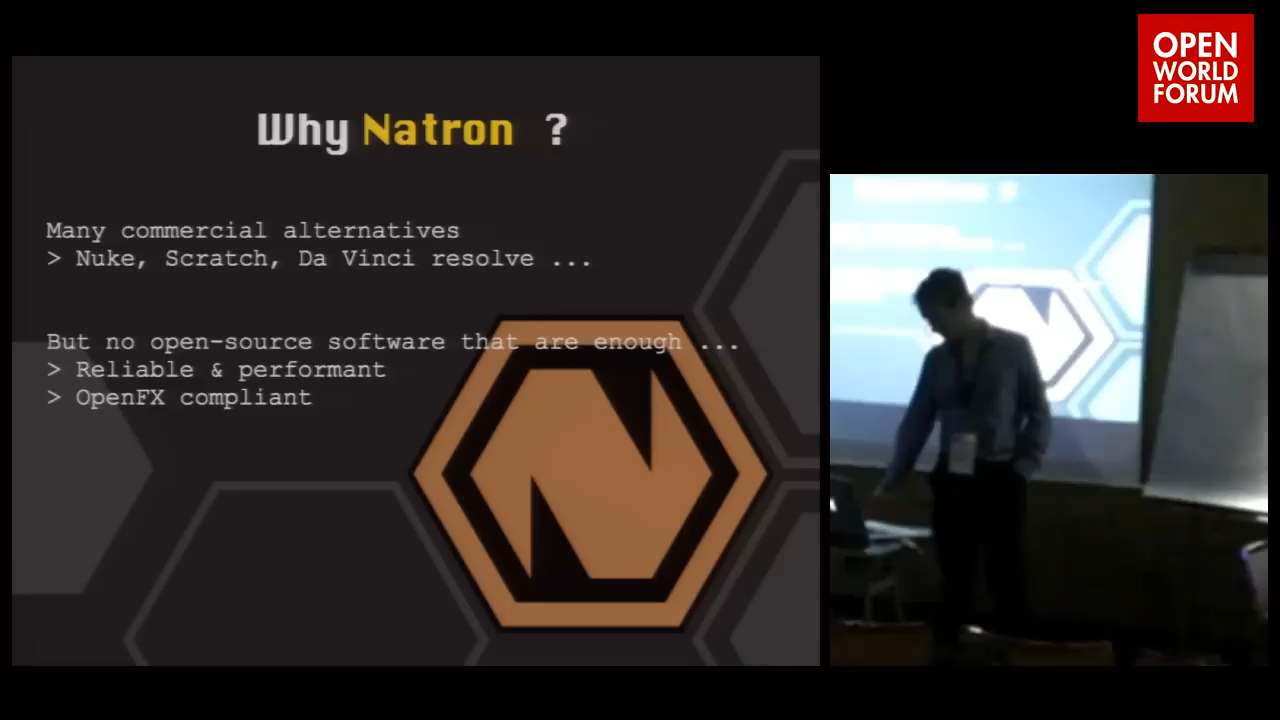 Why Natron ?
Many commercial alternatives
> Nuke, Scratch, Da Vinci resolve ...
But no open-source software that are enough ...
> Reliable & performant
> OpenFX compliant
OPEN
WORLD
FORUM